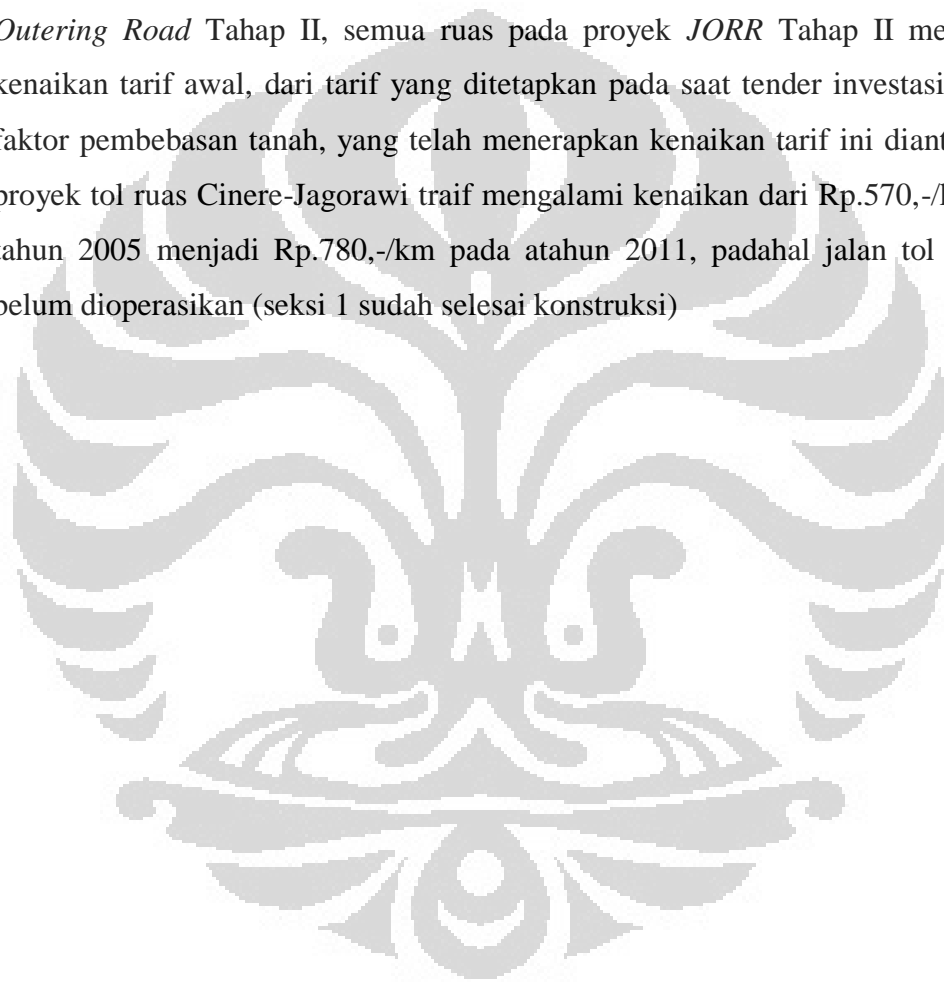 Outering Road Tahap II, semua ruas pada proyek JORR Tahap II me
kenaikan tarif awal, dari tarif yang ditetapkan pada saat tender investasi
faktor pembebasan tanah, yang telah menerapkan kenaikan tarif ini diant
proyek tol ruas Cinere-Jagorawi traif mengalami kenaikan dari Rp.570,-/
tahun 2005 menjadi Rp.780,-/km pada atahun 2011, padahal jalan tol
belum dioperasikan (seksi 1 sudah selesai konstruksi)